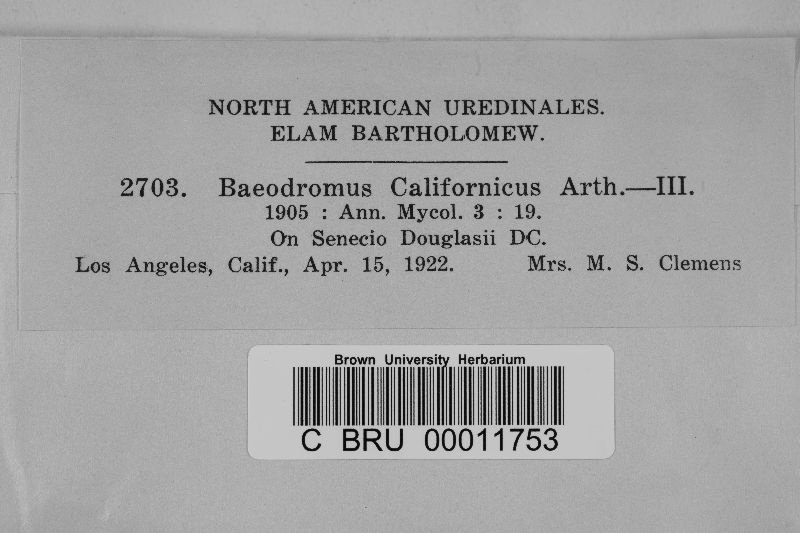 NORTH AMERICAN UREDINALES.
ELAM BARTHOLOMEW.
2703. Baeodromus Californicus Arth.—III.
1905 : Ann. Mycol. 3 : 19.
On Senecio Douglasii DC.
Los Angeles, Calif., Apr. 15, 1922. Mrs. M. S. Clemens
Brown University Herbarium
C BRU 00011753